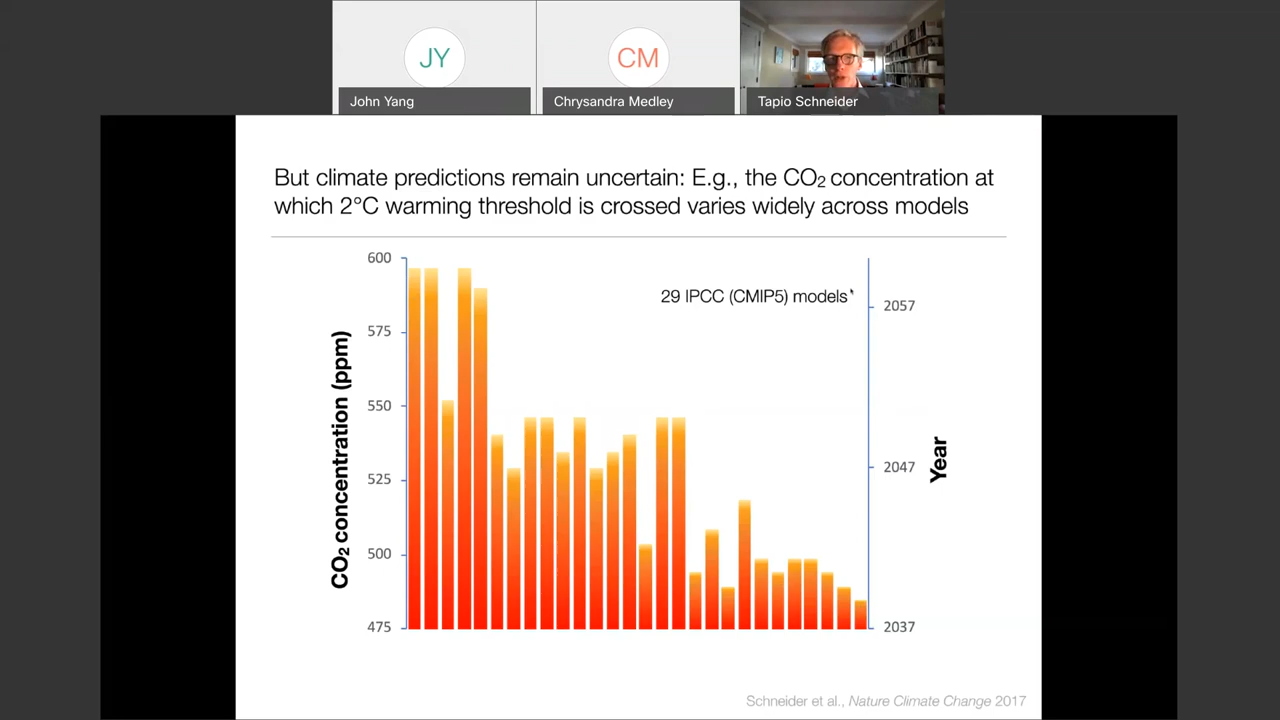 JY
CM
John Yang
Chrysandra Medley
Tapio Schneider
But climate predictions remain uncertain: E.g., the CO₂ concentration at
which 2°C warming threshold is crossed varies widely across models
600
575
550
525
500
475
CO₂ concentration (ppm)
29 IPCC (CMIP5) models*
2057
2047
2037
Year
Schneider et al., Nature Climate Change 2017